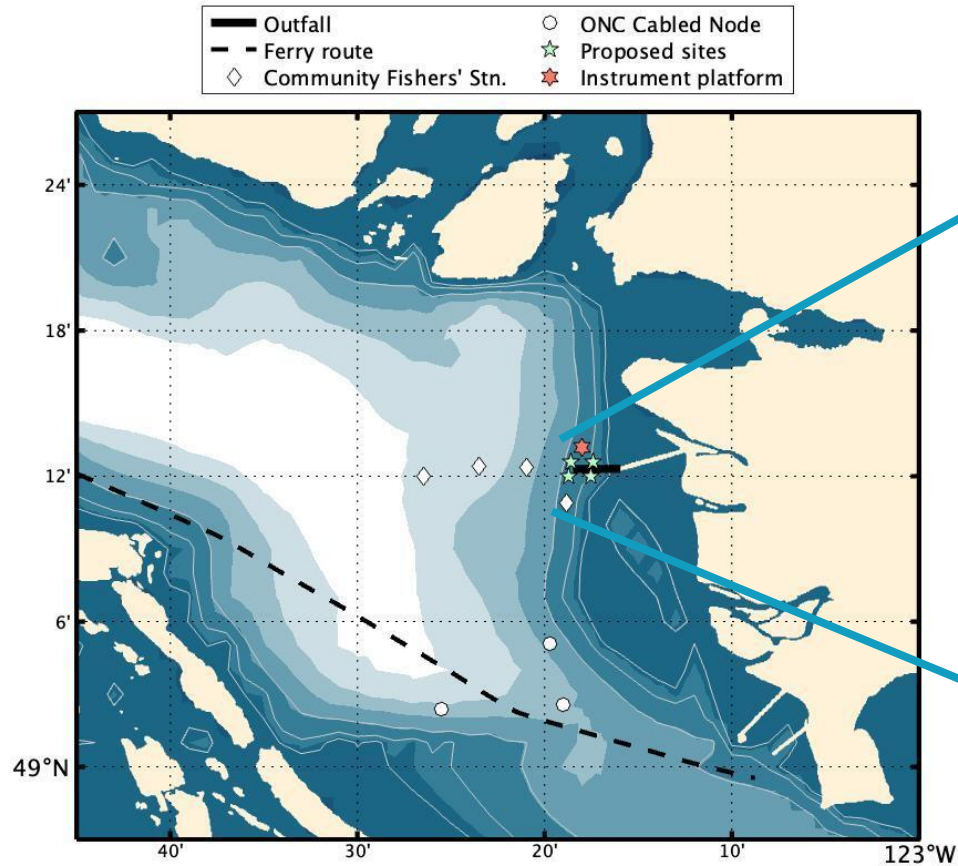 Outfall
Ferry route
Community Fishers' Stn.
ONC Cabled Node
Proposed sites
Instrument platform
24'
18'
12'
6'
49°N
40'
30'
20'
10'
123°W